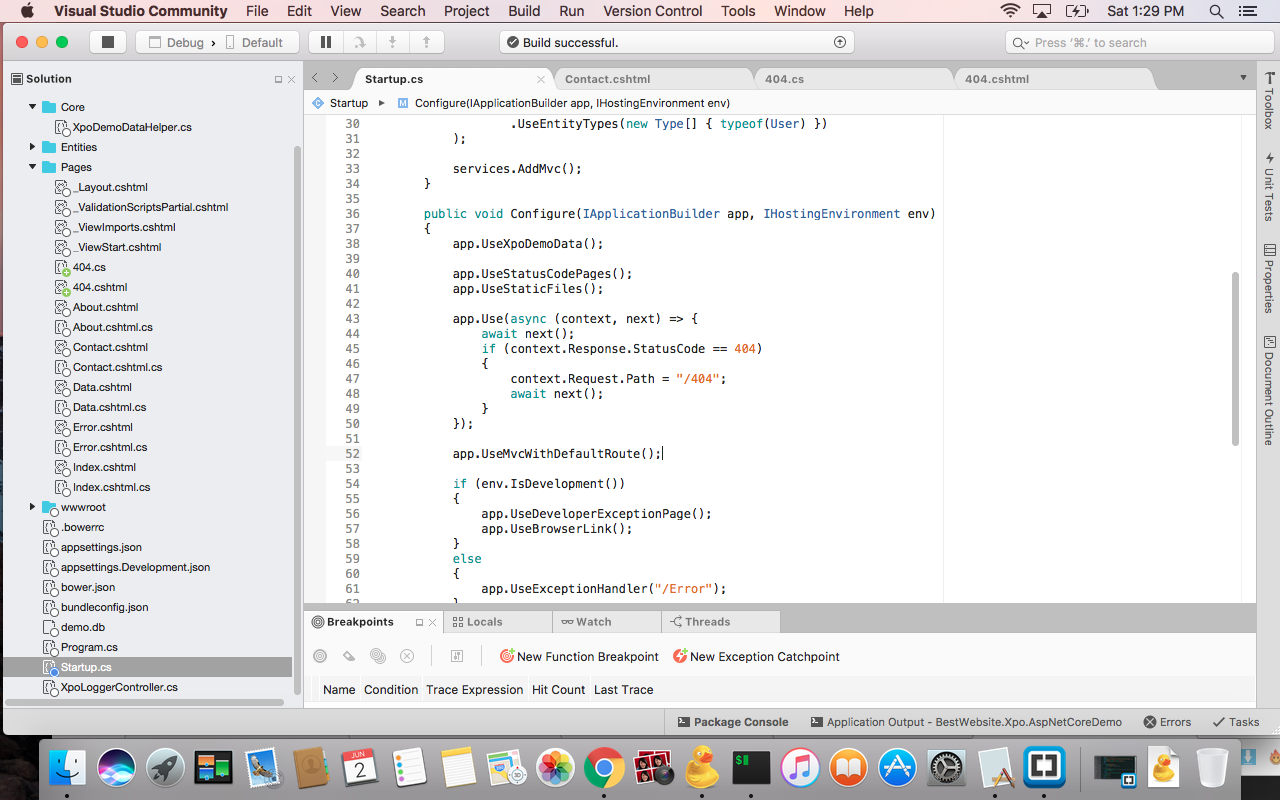 Visual Studio Community File Edit View Search Project Build Run Version Control Tools Window Help Sat 1:29 PM
Debug › Default Build successful. Press ‘⌘.’ to search
Solution
Core
XpoDemoDataHelper.cs
Entities
Pages
_Layout.cshtml
_ValidationScriptsPartial.cshtml
_ViewImports.cshtml
_ViewStart.cshtml
404.cs
404.cshtml
About.cshtml
About.cshtml.cs
Contact.cshtml
Contact.cshtml.cs
Data.cshtml
Data.cshtml.cs
Error.cshtml
Error.cshtml.cs
Index.cshtml
Index.cshtml.cs
wwwroot
.bowerrc
appsettings.json
appsettings.Development.json
bower.json
bundleconfig.json
demo.db
Program.cs
Startup.cs
XpoLoggerController.cs
Startup.cs Contact.cshtml 404.cs 404.cshtml
Startup ▸ M Configure(IApplicationBuilder app, IHostingEnvironment env)
30 .UseEntityTypes(new Type[] { typeof(User) })
31 );
32
33 services.AddMvc();
34 }
35
36 public void Configure(IApplicationBuilder app, IHostingEnvironment env)
37 {
38 app.UseXpoDemoData();
39
40 app.UseStatusCodePages();
41 app.UseStaticFiles();
42
43 app.Use(async (context, next) => {
44 await next();
45 if (context.Response.StatusCode == 404)
46 {
47 context.Request.Path = "/404";
48 await next();
49 }
50 });
51
52 app.UseMvcWithDefaultRoute();
53
54 if (env.IsDevelopment())
55 {
56 app.UseDeveloperExceptionPage();
57 app.UseBrowserLink();
58 }
59 else
60 {
61 app.UseExceptionHandler("/Error");
Toolbox
Unit Tests
Properties
Document Outline
Breakpoints Locals Watch Threads
New Function Breakpoint New Exception Catchpoint
Name Condition Trace Expression Hit Count Last Trace
Package Console Application Output - BestWebsite.Xpo.AspNetCoreDemo Errors Tasks
JUN
2